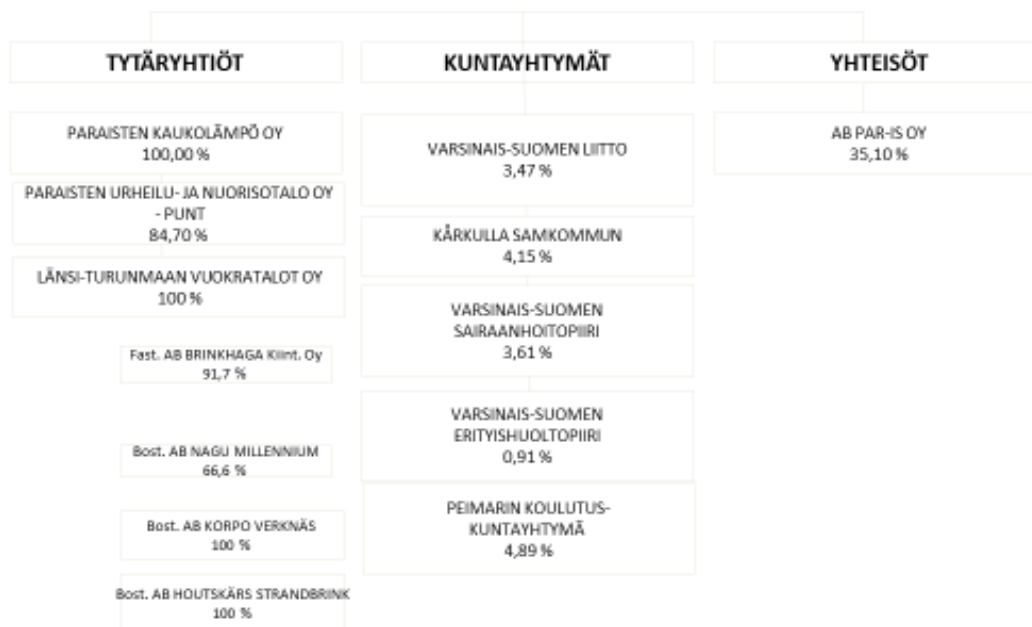 TYTÄRYHTIÖT
PARAISTEN KAUKOLÄMPÖ OY
100,00 %
PARAISTEN URHEILU- JA NUORISOTALO OY
- PUNT
84,70 %
LÄNSI-TURUNMAAN VUOKRATALOT OY
100 %
Fast. AB BRINKHAGA Kiint. Oy
91,7 %
Bost. AB NAGU MILLENNIUM
66,6 %
Bost. AB KORPO VERKNÄS
100 %
Bost. AB HOUTSKÄRS STRANDBRINK
100 %
KUNTAYHTYMÄT
VARSINAIS-SUOMEN LIITTO
3,47 %
KÅRKULLA SAMKOMMUN
4,15 %
VARSINAIS-SUOMEN
SAIRAANHOITOPIIRI
3,61 %
VARSINAIS-SUOMEN
ERITYISHUOLTOPIIRI
0,91 %
PEIMARIN KOULUTUS-
KUNTAYHTYMÄ
4,89 %
YHTEISÖT
AB PAR-IS OY
35,10 %